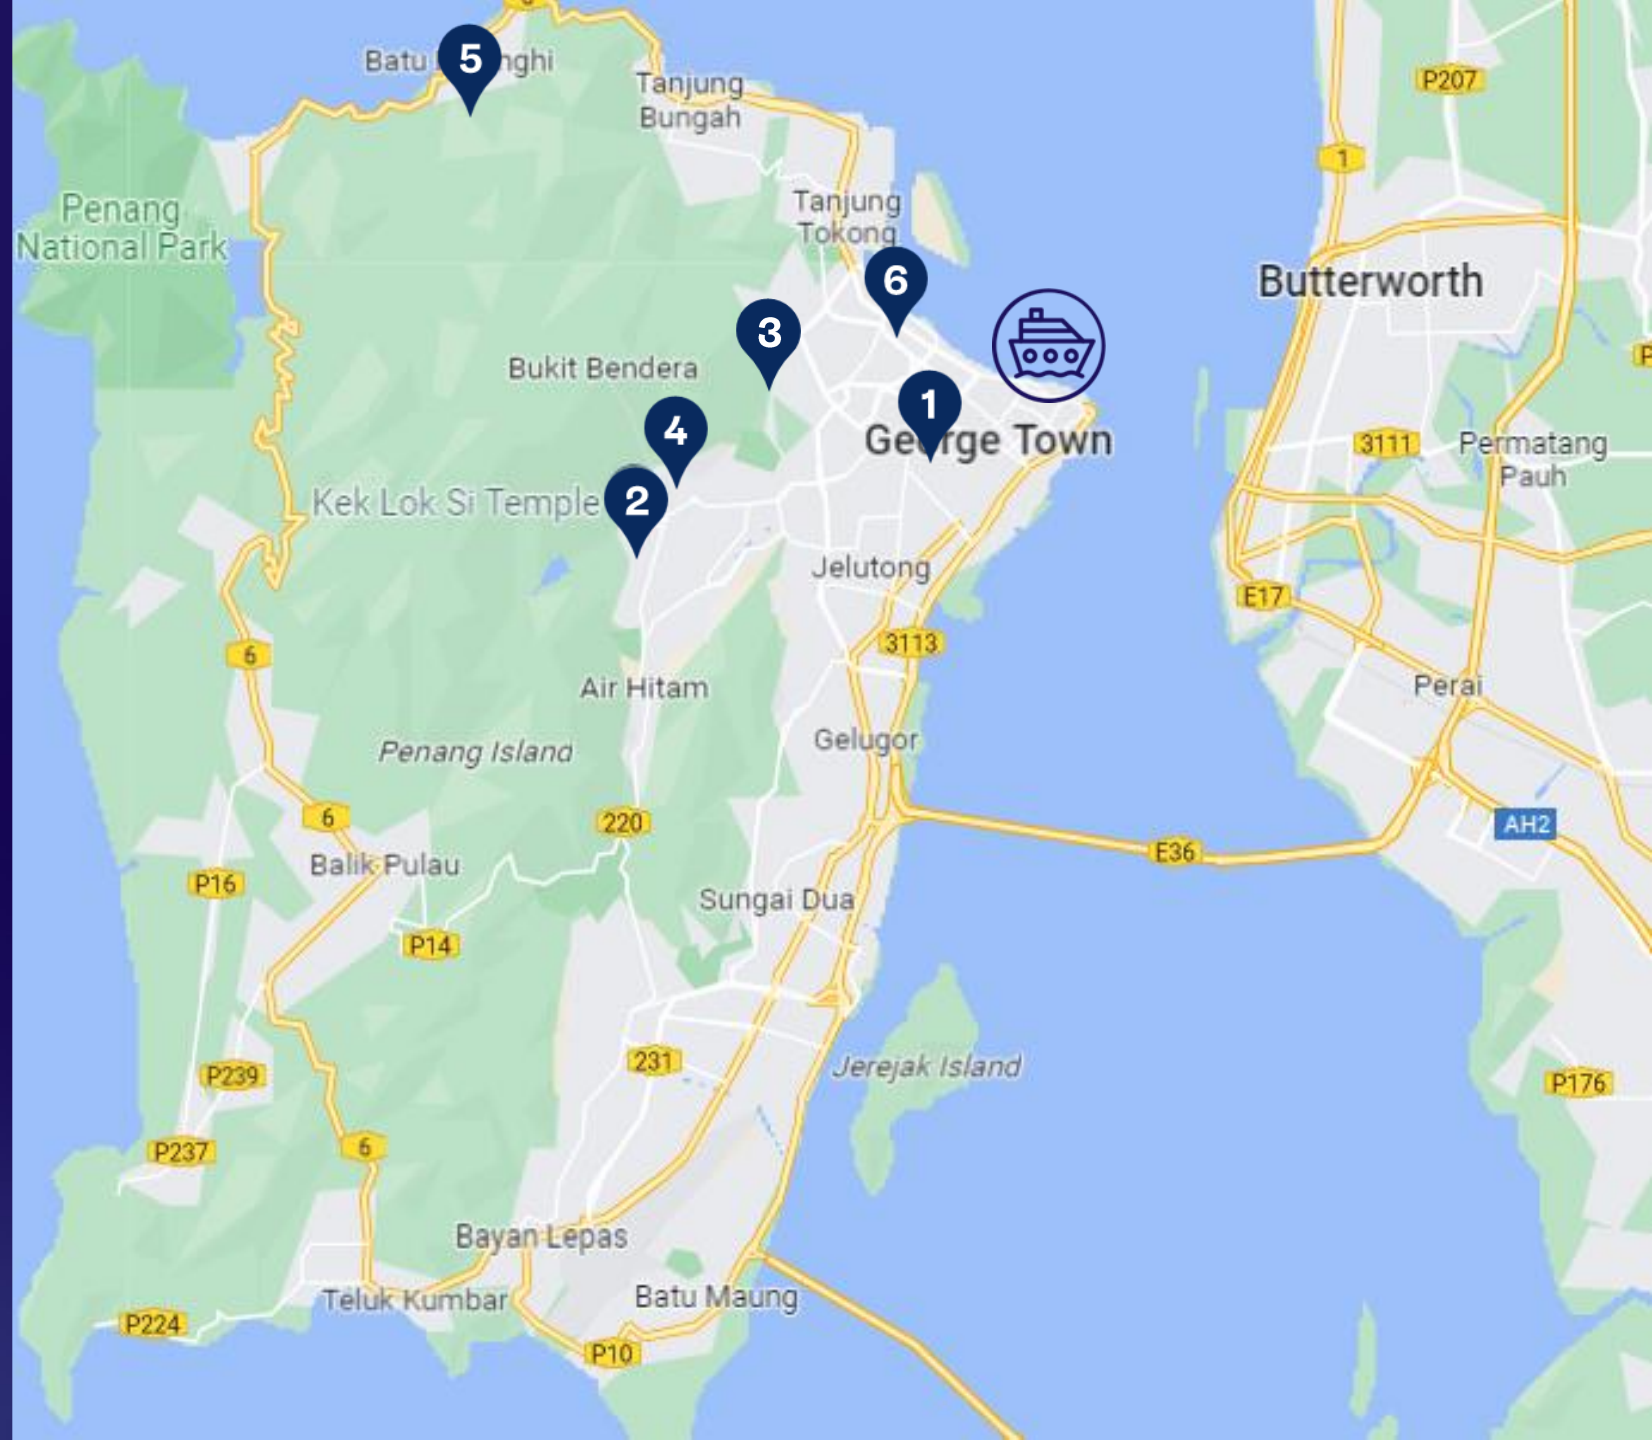 6
5
Batu
nghi
Tanjung
Bungah
P207
1
Penang
National Park
Tanjung
Tokong
6
Butterworth
3
Bukit Bendera
4
1
George Town
3111
Permatang
Pauh
Kek Lok Si Temple
2
Jelutong
E17
3113
6
Air Hitam
Perai
Penang Island
Gelugor
6
220
AH2
E36
Balik Pulau
P16
Sungai Dua
P14
231
Jerejak Island
P239
P176
6
P237
Bayan Lepas
Teluk Kumbar
Batu Maung
P224
P10